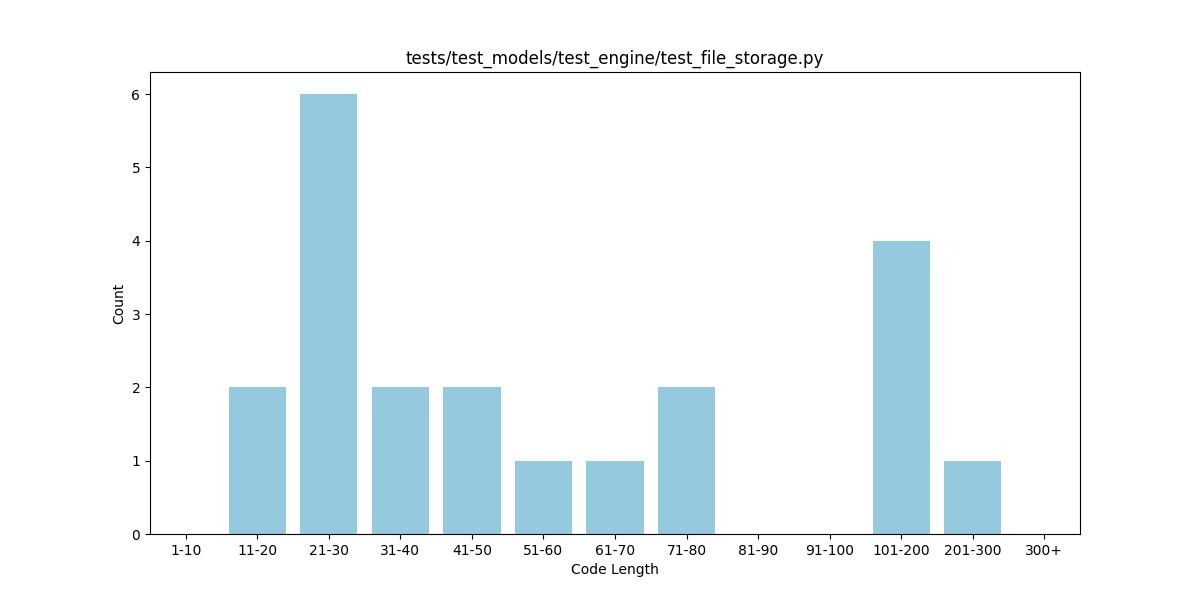 tests/test_models/test_engine/test_file_storage.py
6
5
4
3
2
1
0
Count
1-10 11-20 21-30 31-40 41-50 51-60 61-70 71-80 81-90 91-100 101-200 201-300 300+
Code Length